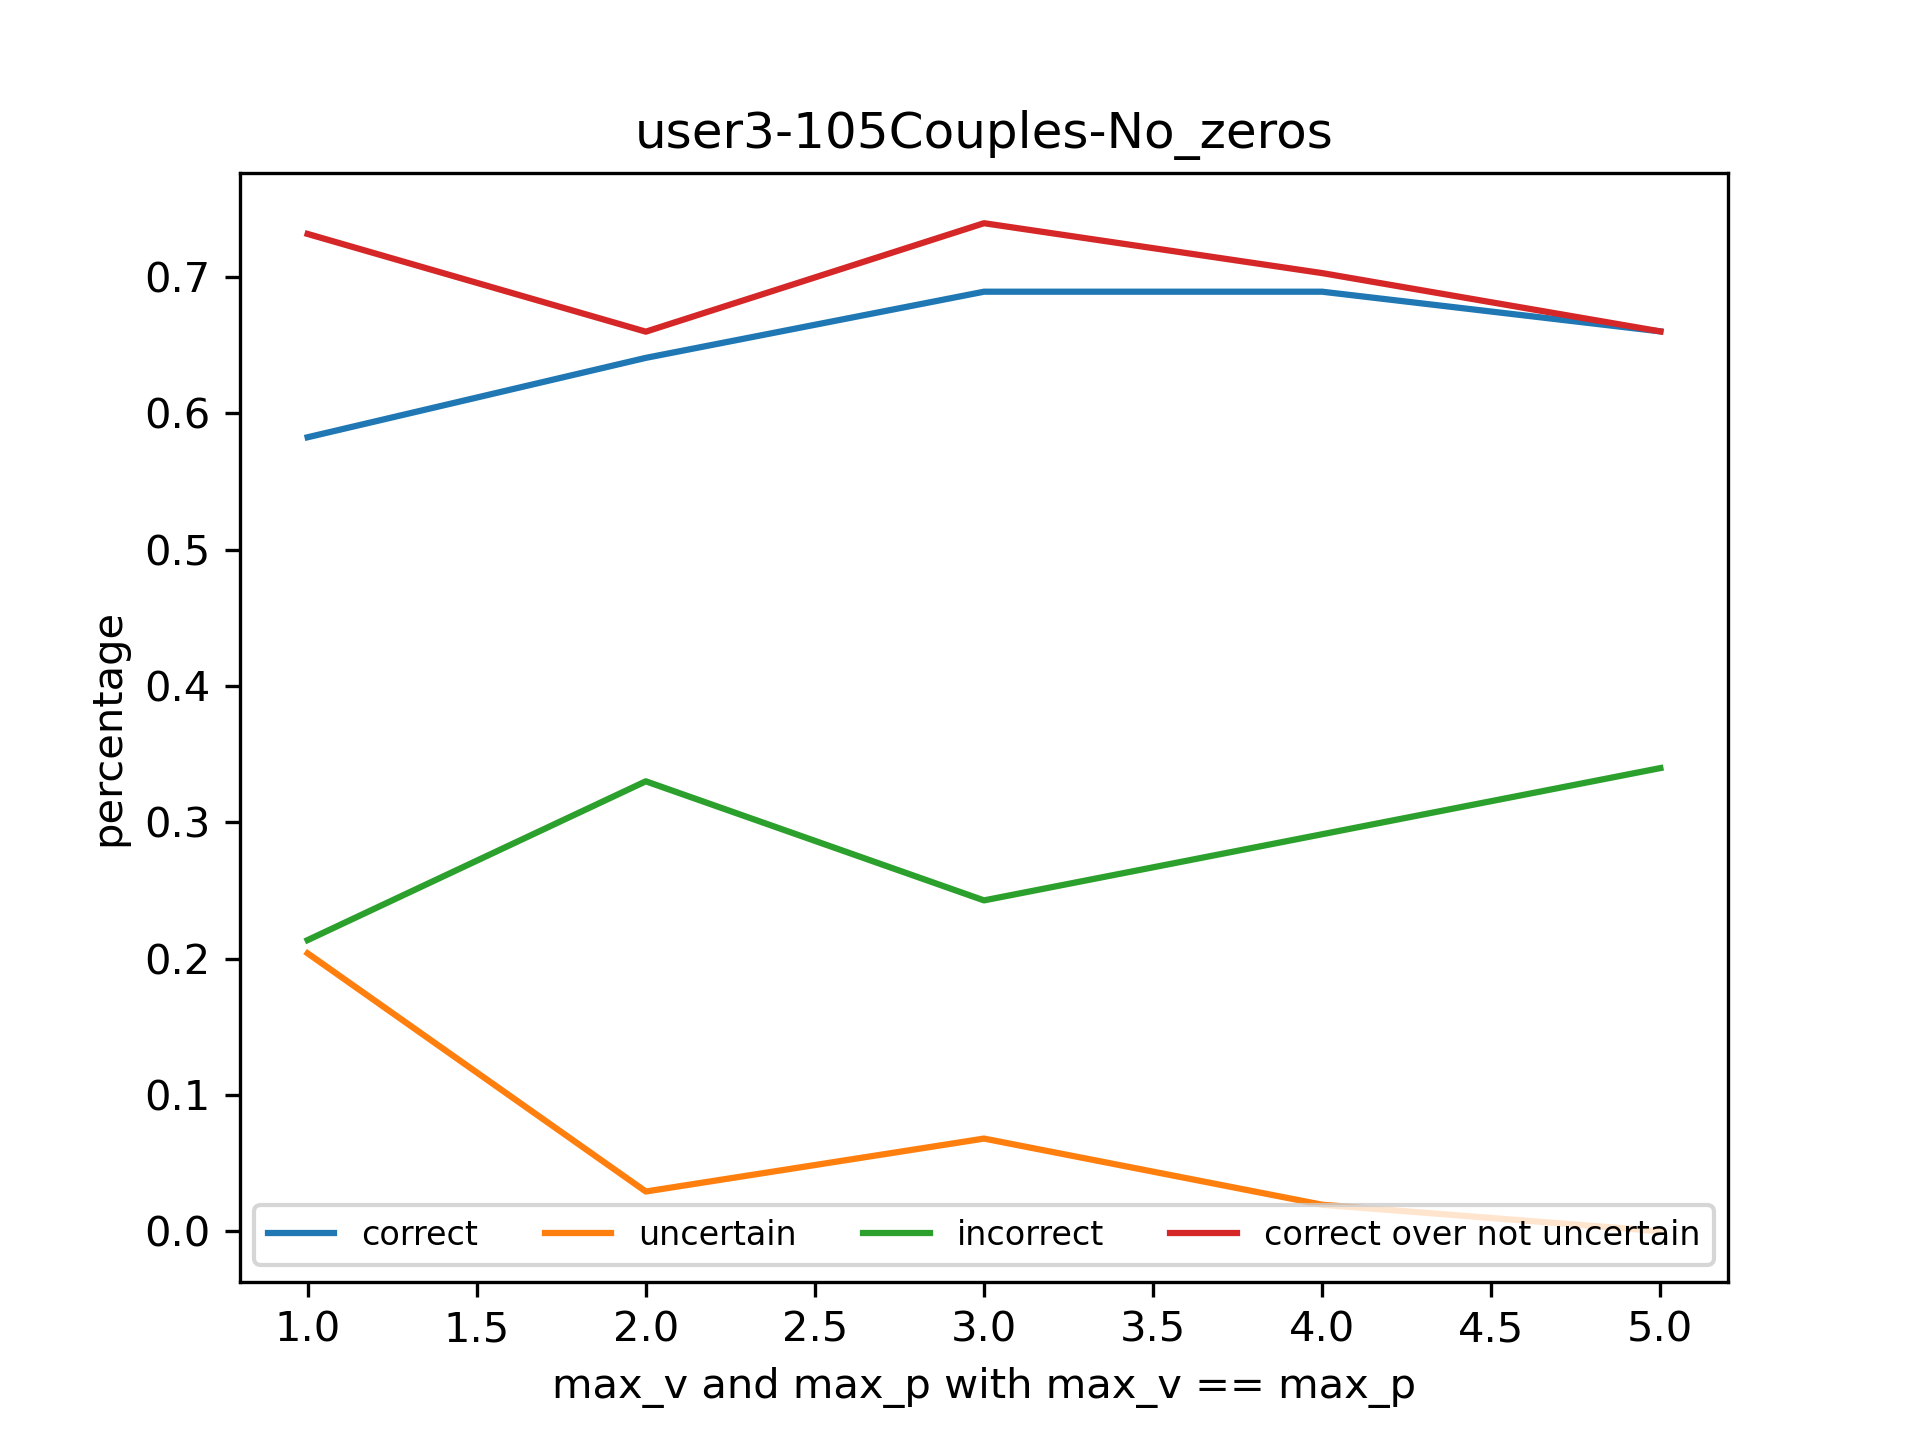 user3-105Couples-No_zeros
percentage
0.7
0.6
0.5
0.4
0.3
0.2
0.1
0.0
correct uncertain incorrect correct over not uncertain
1.0 1.5 2.0 2.5 3.0 3.5 4.0 4.5 5.0
max_v and max_p with max_v == max_p